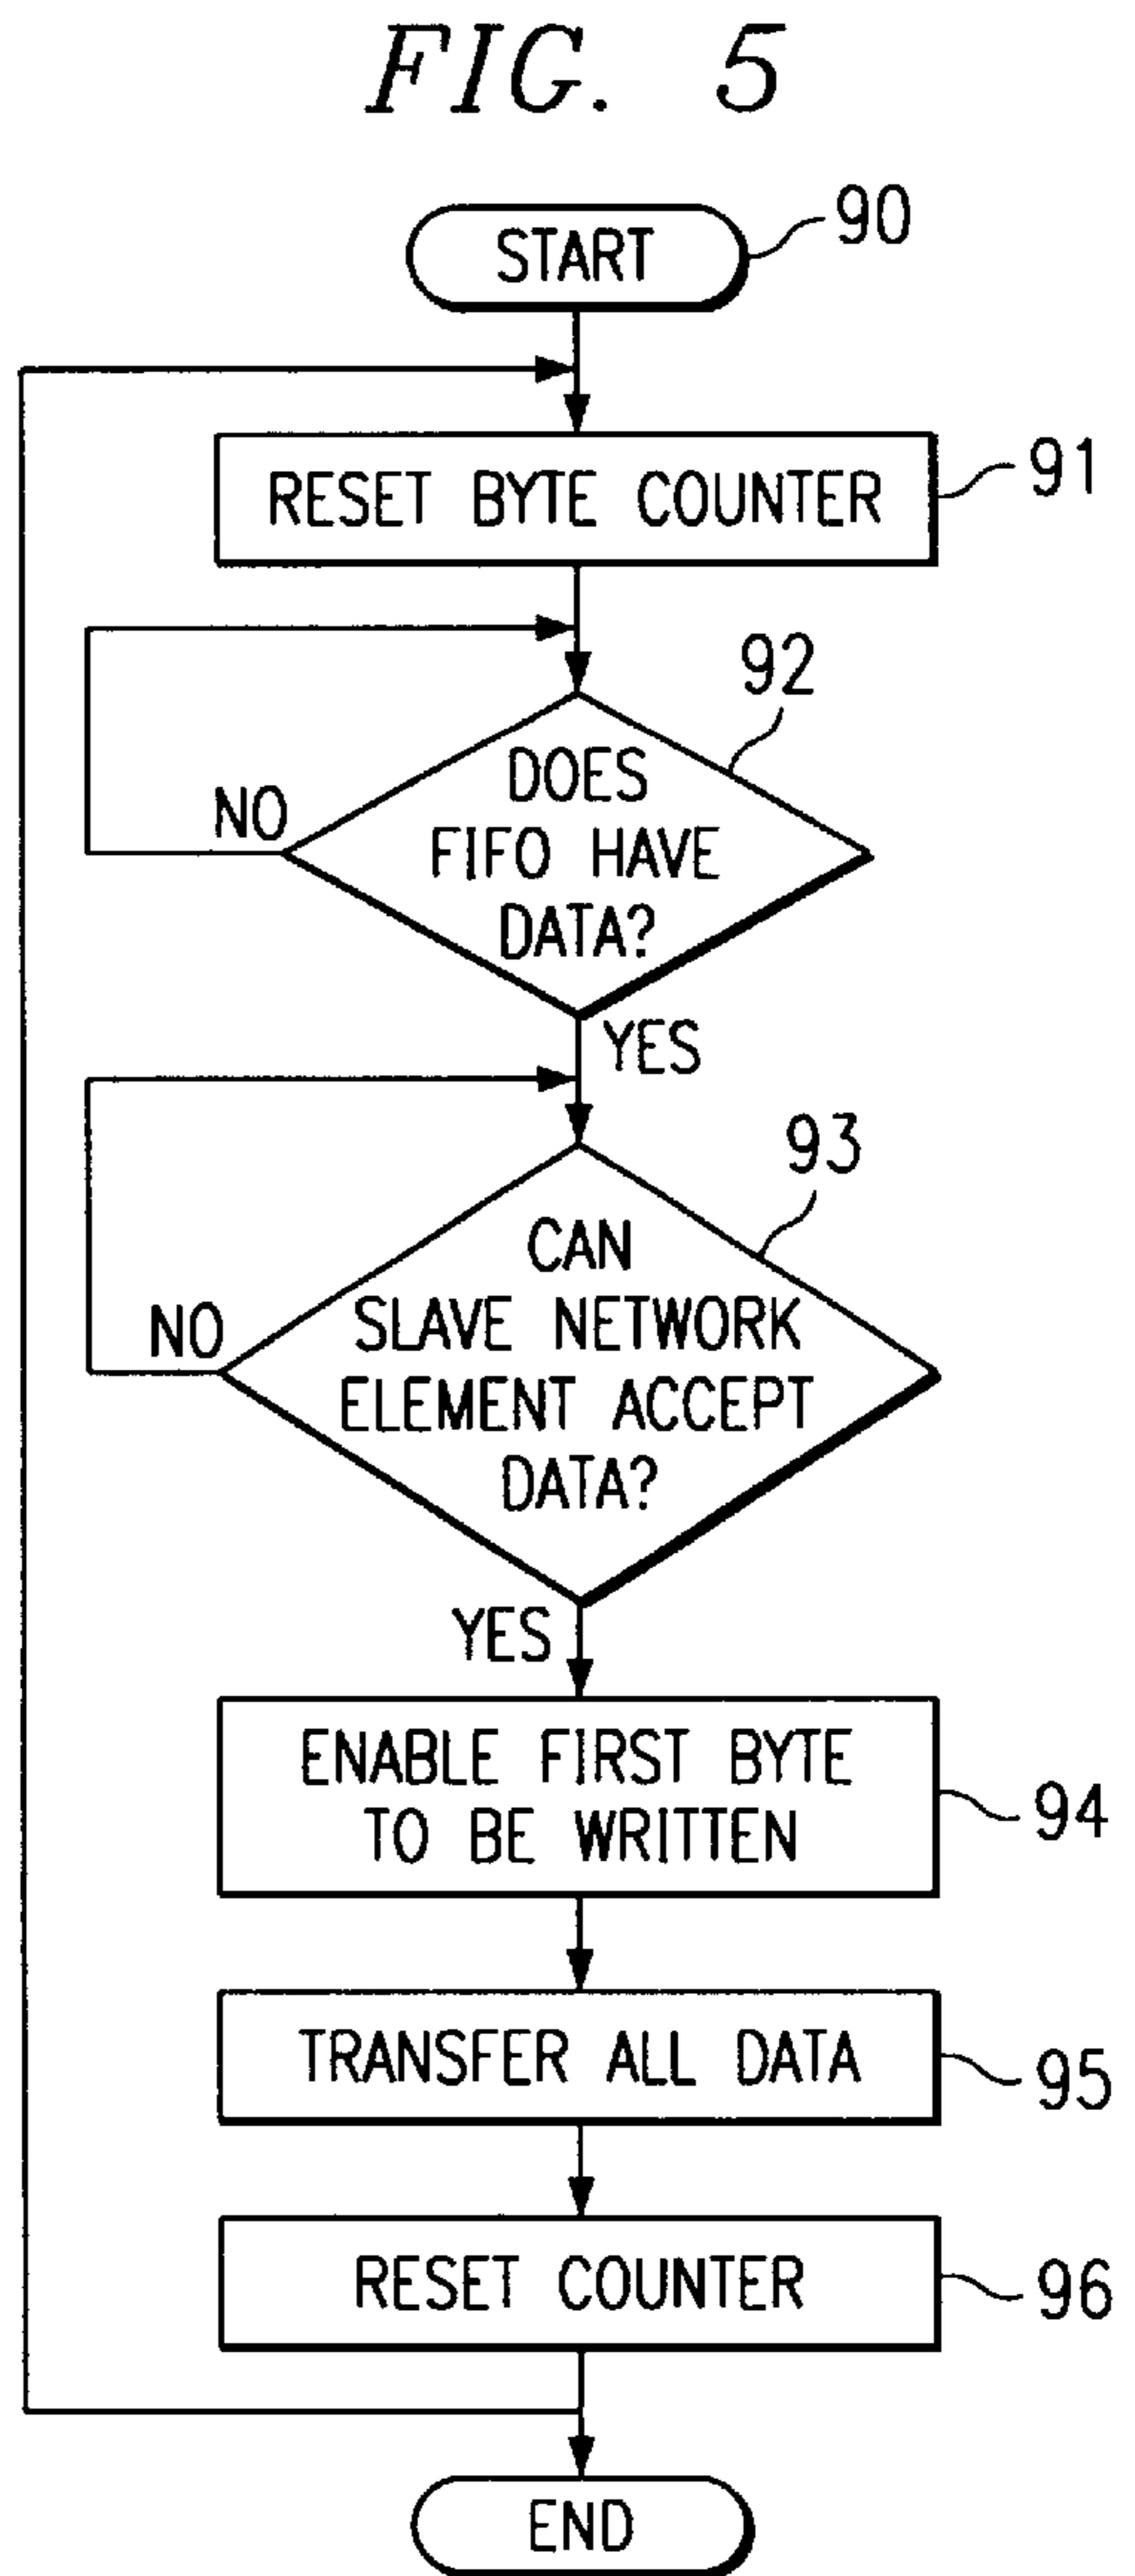 FIG. 5
START
90
RESET BYTE COUNTER
91
92
DOES
FIFO HAVE
DATA?
NO
YES
93
CAN
SLAVE NETWORK
ELEMENT ACCEPT
DATA?
NO
YES
ENABLE FIRST BYTE
TO BE WRITTEN
94
TRANSFER ALL DATA
95
RESET COUNTER
96
END